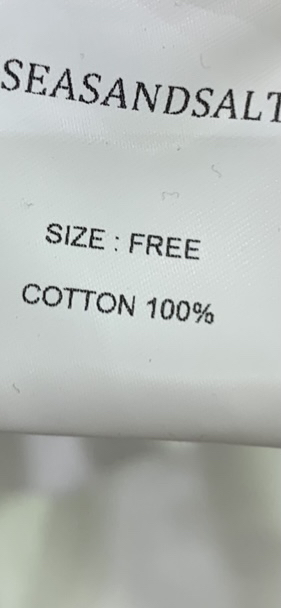 SEASANDSALT
SIZE : FREE
COTTON 100%